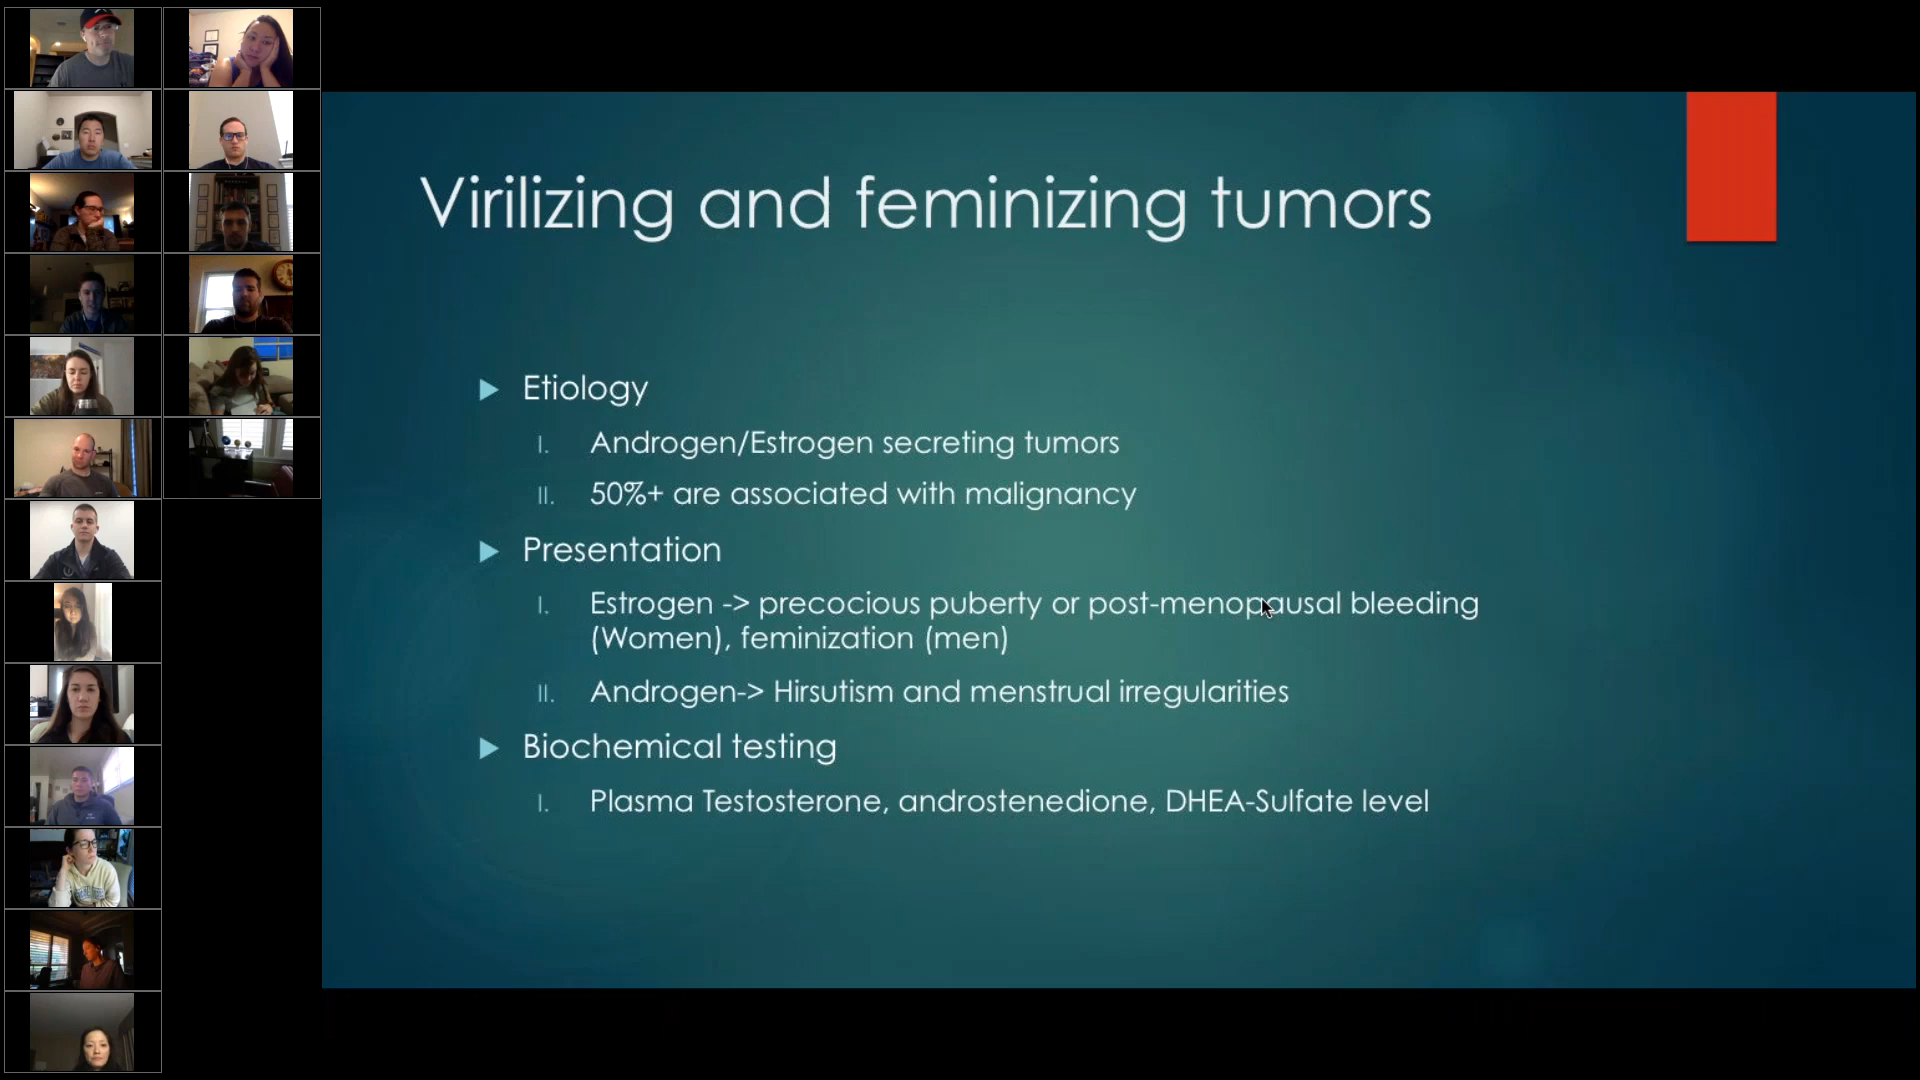 Virilizing and feminizing tumors
Etiology
I. Androgen/Estrogen secreting tumors
II. 50%+ are associated with malignancy
Presentation
I. Estrogen -> precocious puberty or post-menopausal bleeding
(Women), feminization (men)
II. Androgen-> Hirsutism and menstrual irregularities
Biochemical testing
I. Plasma Testosterone, androstenedione, DHEA-Sulfate level